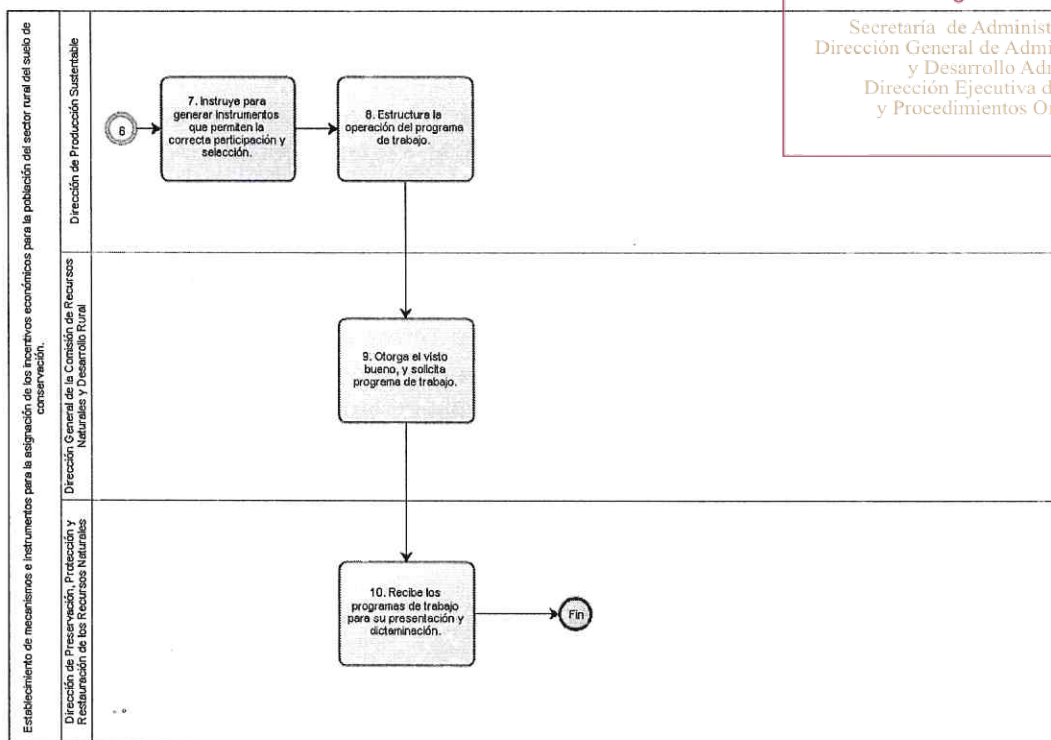 Secretaría de Administ
Dirección General de Admi
y Desarrollo Adr
Dirección Ejecutiva d
y Procedimientos Or
Establecimiento de mecanismos e instrumentos para la asignación de los incentivos económicos para la población del sector rural del suelo de
conservación.
Dirección de Producción Sustentable
6
7. Instruye para
generar instrumentos
que permiten la
correcta participación y
selección.
8. Estructura la
operación del programa
de trabajo.
Dirección General de la Comisión de Recursos
Naturales y Desarrollo Rural
9. Otorga el visto
bueno, y solicita
programa de trabajo.
Dirección de Preservación, Protección y
Restauración de los Recursos Naturales
10. Recibe los
programas de trabajo
para su presentación y
dictaminación.
Fin